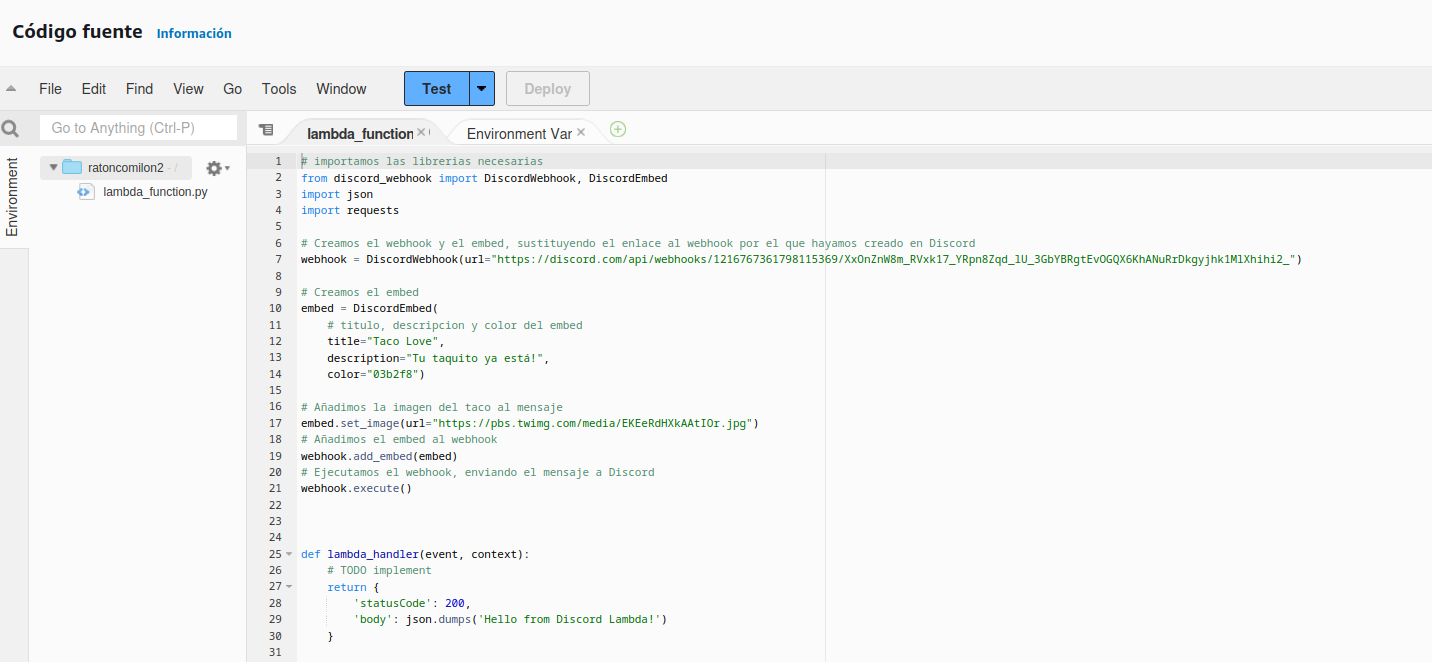 Código fuente Información
File Edit Find View Go Tools Window Test Deploy
Go to Anything (Ctrl-P)
lambda_function
Environment Var
Environment
ratoncomilon2 - /
lambda_function.py
1 # importamos las librerias necesarias
2 from discord_webhook import DiscordWebhook, DiscordEmbed
3 import json
4 import requests
5
6 # Creamos el webhook y el embed, sustituyendo el enlace al webhook por el que hayamos creado en Discord
7 webhook = DiscordWebhook(url="https://discord.com/api/webhooks/1216767361798115369/XxOnZnW8m_RVxk17_YRpn8Zqd_lU_3GbYBRgtEvOGQX6KhANuRrDkgyjhk1MlXhihi2_")
8
9 # Creamos el embed
10 embed = DiscordEmbed(
11 # titulo, descripcion y color del embed
12 title="Taco Love",
13 description="Tu taquito ya está!",
14 color="03b2f8")
15
16 # Añadimos la imagen del taco al mensaje
17 embed.set_image(url="https://pbs.twimg.com/media/EKEeRdHXkAAtIOr.jpg")
18 # Añadimos el embed al webhook
19 webhook.add_embed(embed)
20 # Ejecutamos el webhook, enviando el mensaje a Discord
21 webhook.execute()
22
23
24
25 def lambda_handler(event, context):
26 # TODO implement
27 return {
28 'statusCode': 200,
29 'body': json.dumps('Hello from Discord Lambda!')
30 }
31